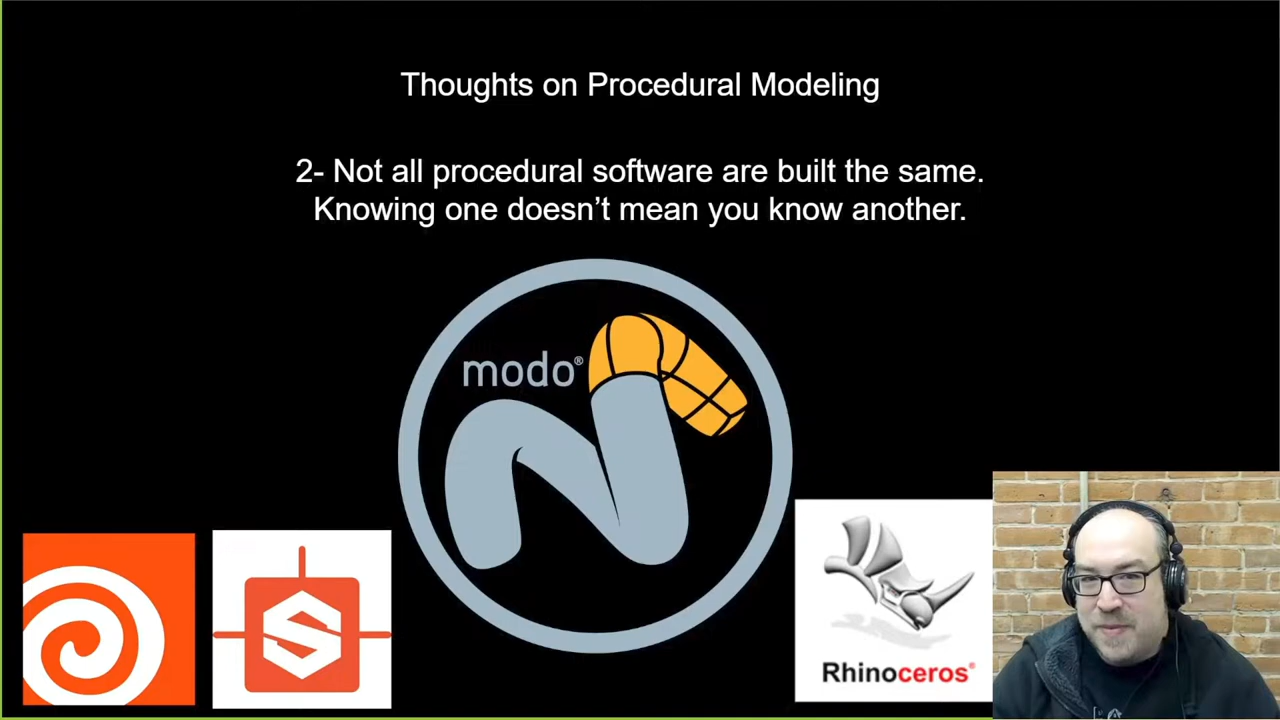 Thoughts on Procedural Modeling
2- Not all procedural software are built the same.
Knowing one doesn’t mean you know another.
modo®
S
Rhinoceros®